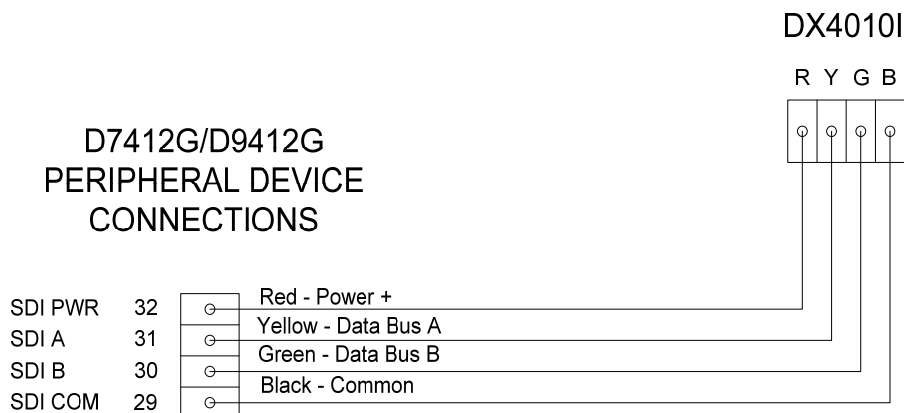 DX4010I
R Y G B
D7412G/D9412G
PERIPHERAL DEVICE
CONNECTIONS
SDI PWR 32 Red - Power +
SDI A 31 Yellow - Data Bus A
SDI B 30 Green - Data Bus B
SDI COM 29 Black - Common